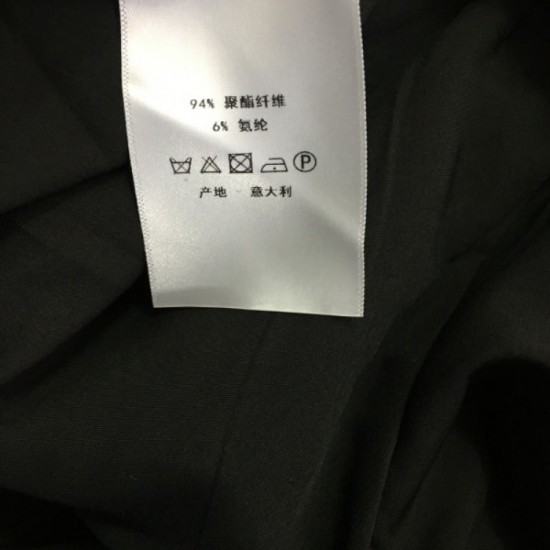 94% 聚酯纤维
6% 氨纶
P
产地 意大利